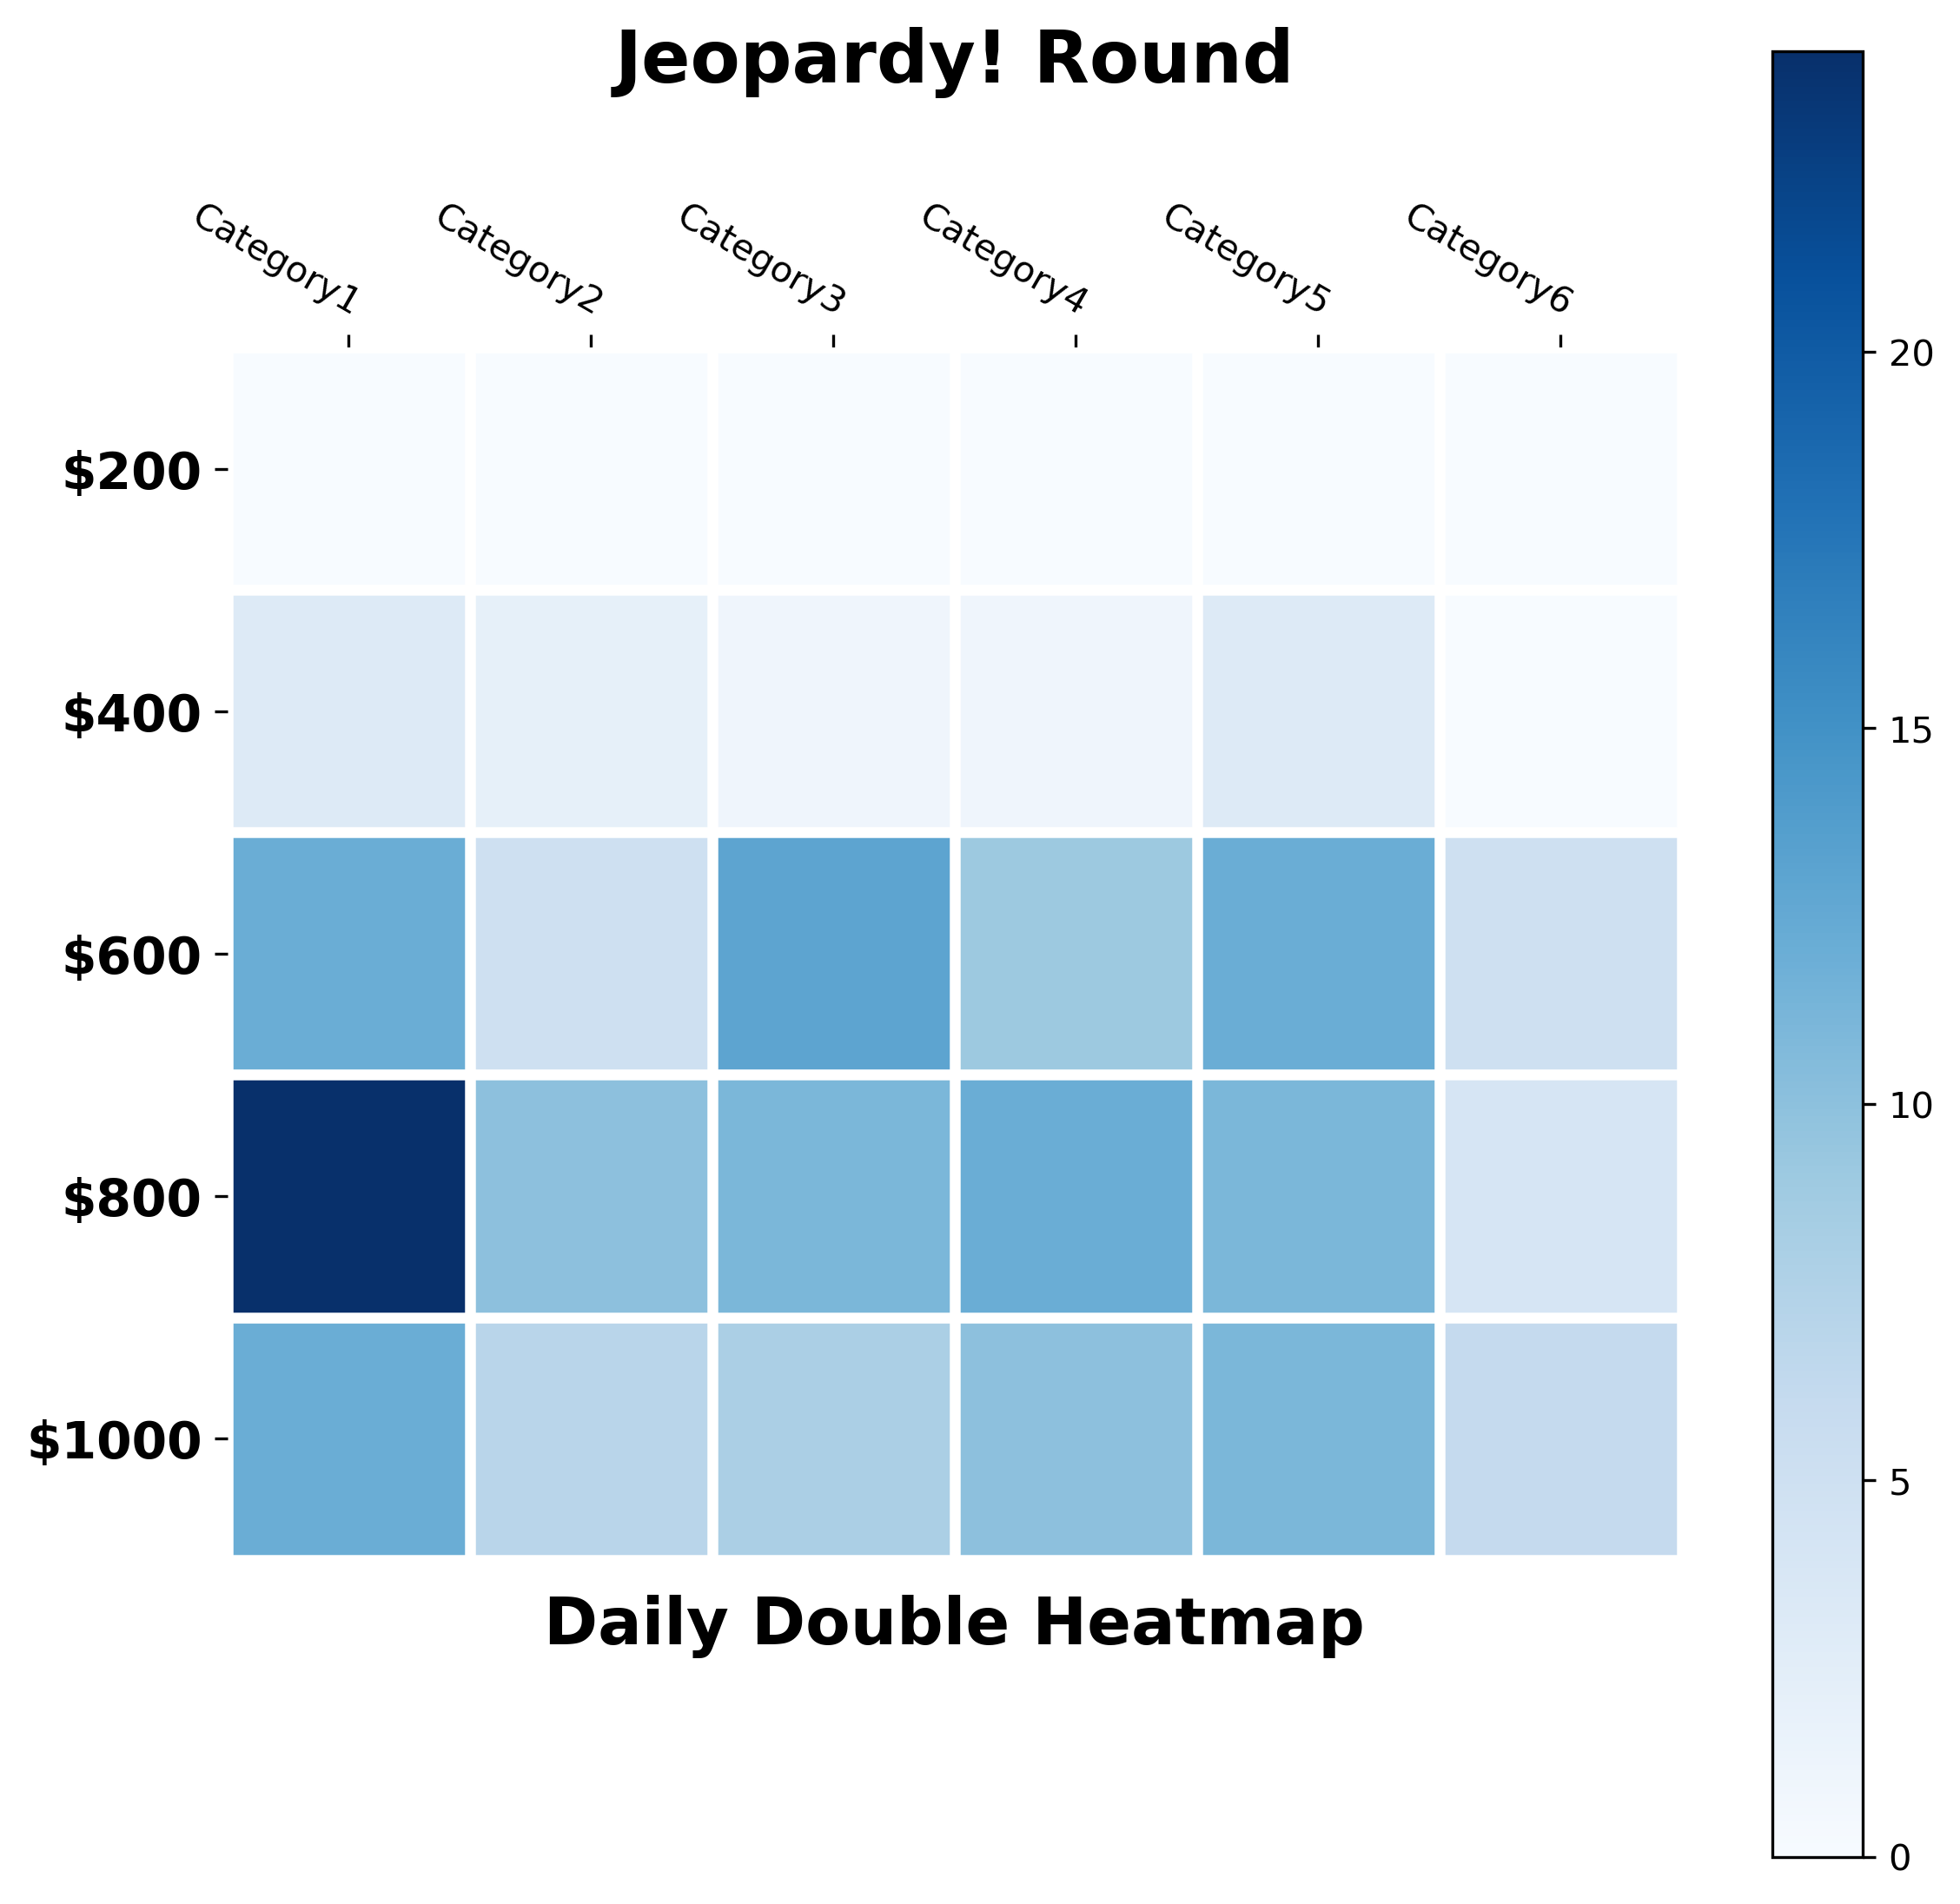 Jeopardy! Round
Category1
Category2
Category3
Category4
Category5
Category6
$200
$400
$600
$800
$1000
Daily Double Heatmap
20
15
10
5
0